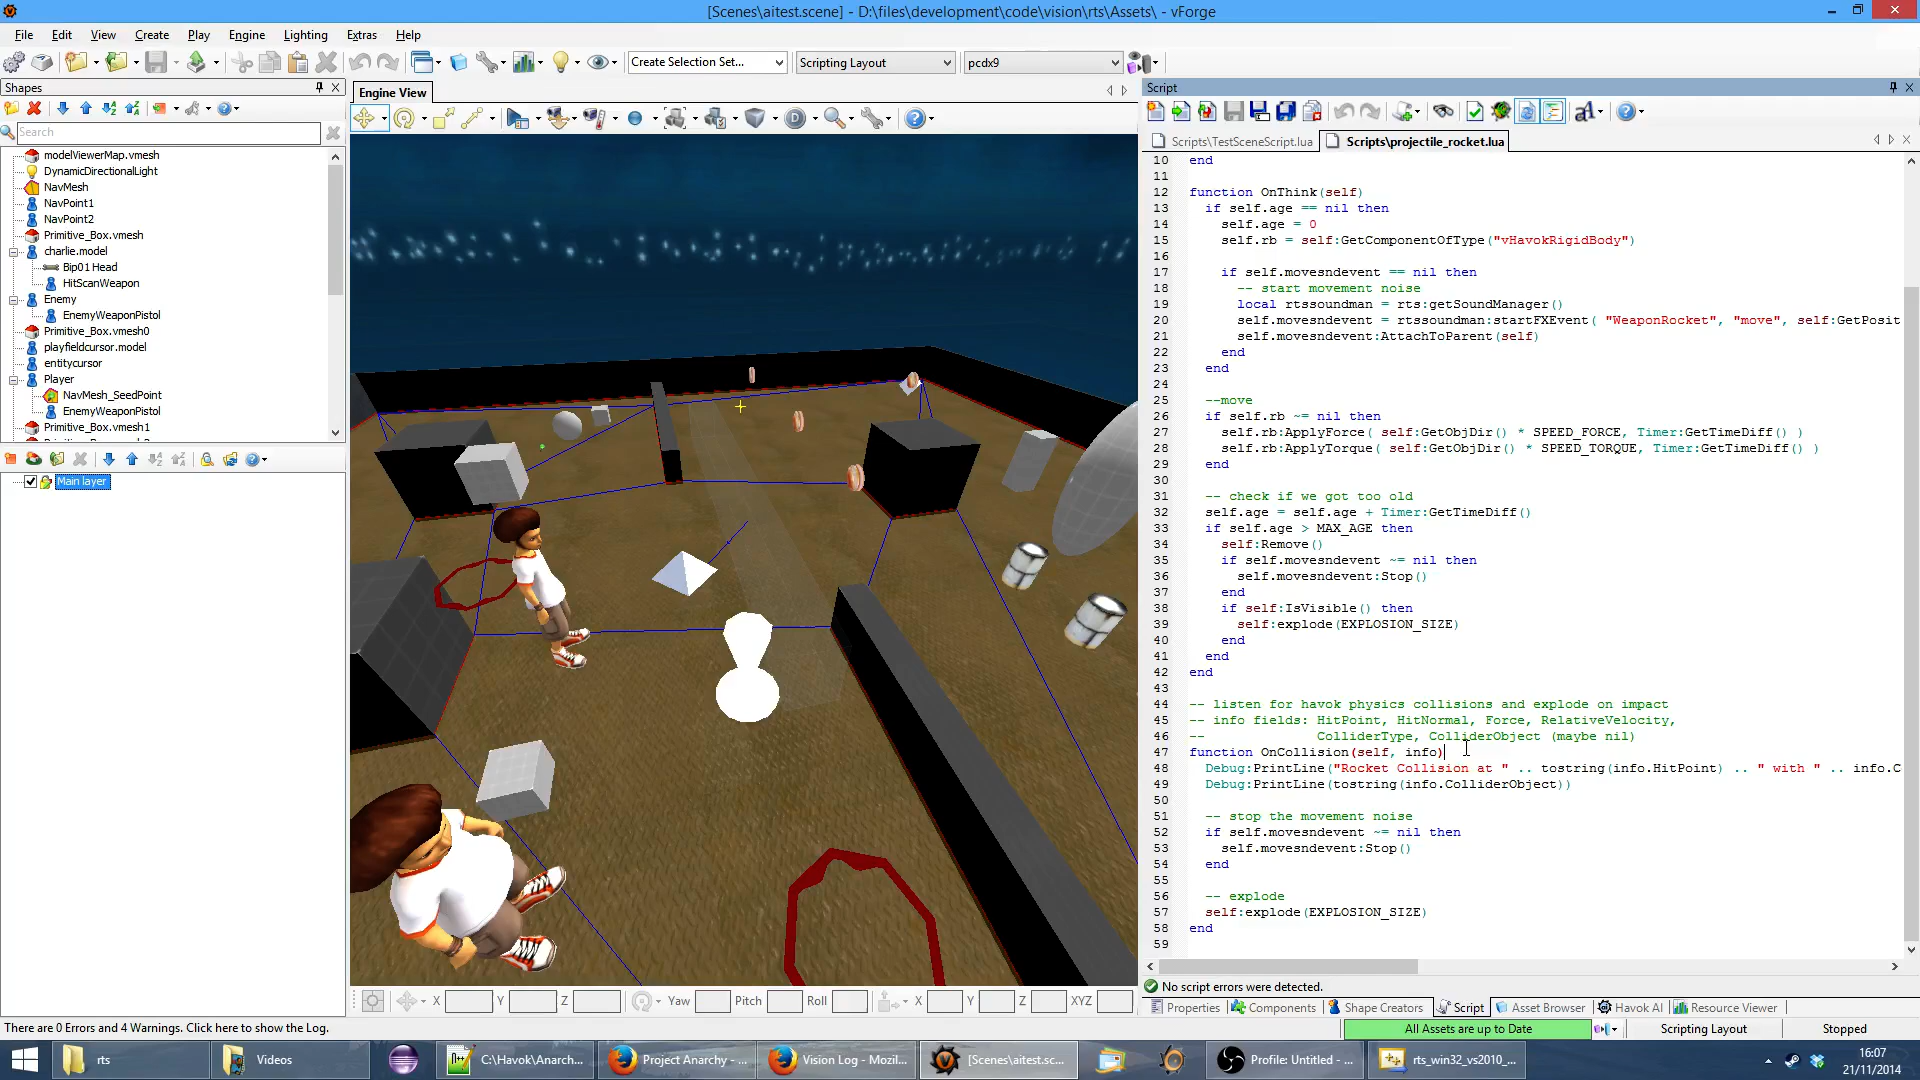 [Scenes\aitest.scene] - D:\files\development\code\vision\rts\Assets\ - vForge
File Edit View Create Play Engine Lighting Extras Help
Create Selection Set... Scripting Layout pcdx9
Shapes
Search
modelViewerMap.vmesh
DynamicDirectionalLight
NavMesh
NavPoint1
NavPoint2
Primitive_Box.vmesh
charlie.model
Bip01 Head
HitScanWeapon
Enemy
EnemyWeaponPistol
Primitive_Box.vmesh0
playfieldcursor.model
entitycursor
Player
NavMesh_SeedPoint
EnemyWeaponPistol
Primitive_Box.vmesh1
Main layer
Engine View
X Y Z Yaw Pitch Roll X Y Z XYZ
Script
Scripts\TestSceneScript.lua Scripts\projectile_rocket.lua
10 end
11
12 function OnThink(self)
13 if self.age == nil then
14 self.age = 0
15 self.rb = self:GetComponentOfType("vHavokRigidBody")
16
17 if self.movesndevent == nil then
18 -- start movement noise
19 local rtssoundman = rts:getSoundManager()
20 self.movesndevent = rtssoundman:startFXEvent( "WeaponRocket", "move", self:GetPosit
21 self.movesndevent:AttachToParent(self)
22 end
23 end
24
25 --move
26 if self.rb ~= nil then
27 self.rb:ApplyForce( self:GetObjDir() * SPEED_FORCE, Timer:GetTimeDiff() )
28 self.rb:ApplyTorque( self:GetObjDir() * SPEED_TORQUE, Timer:GetTimeDiff() )
29 end
30
31 -- check if we got too old
32 self.age = self.age + Timer:GetTimeDiff()
33 if self.age > MAX_AGE then
34 self:Remove()
35 if self.movesndevent ~= nil then
36 self.movesndevent:Stop()
37 end
38 if self:IsVisible() then
39 self:explode(EXPLOSION_SIZE)
40 end
41 end
42 end
43
44 -- listen for havok physics collisions and explode on impact
45 -- info fields: HitPoint, HitNormal, Force, RelativeVelocity,
46 -- ColliderType, ColliderObject (maybe nil)
47 function OnCollision(self, info)
48 Debug:PrintLine("Rocket Collision at " .. tostring(info.HitPoint) .. " with " .. info.C
49 Debug:PrintLine(tostring(info.ColliderObject))
50
51 -- stop the movement noise
52 if self.movesndevent ~= nil then
53 self.movesndevent:Stop()
54 end
55
56 -- explode
57 self:explode(EXPLOSION_SIZE)
58 end
59
No script errors were detected.
Properties Components Shape Creators Script Asset Browser Havok AI Resource Viewer
There are 0 Errors and 4 Warnings. Click here to show the Log.
All Assets are up to Date Scripting Layout Stopped
rts Videos C:\Havok\Anarch... Project Anarchy - ... Vision Log - Mozil... [Scenes\aitest.sc... Profile: Untitled - ... rts_win32_vs2010_...
16:07
21/11/2014